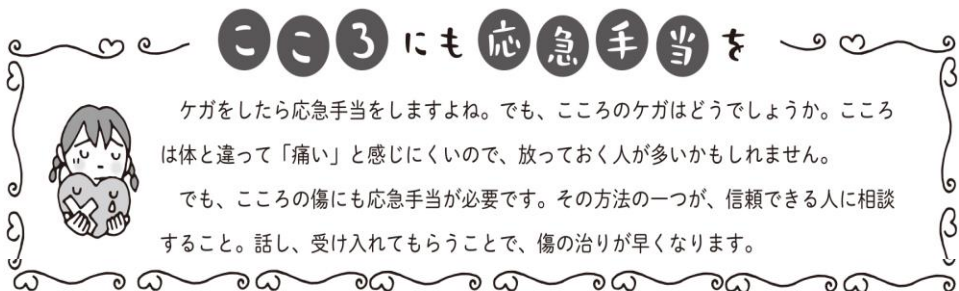 こころにも応急手当を
ケガをしたら応急手当をしますよね。でも、こころのケガはどうでしょうか。こころ
は体と違って「痛い」と感じにくいので、放っておく人が多いかもしれません。
でも、こころの傷にも応急手当が必要です。その方法の一つが、信頼できる人に相談
すること。話し、受け入れてもらうことで、傷の治りが早くなります。